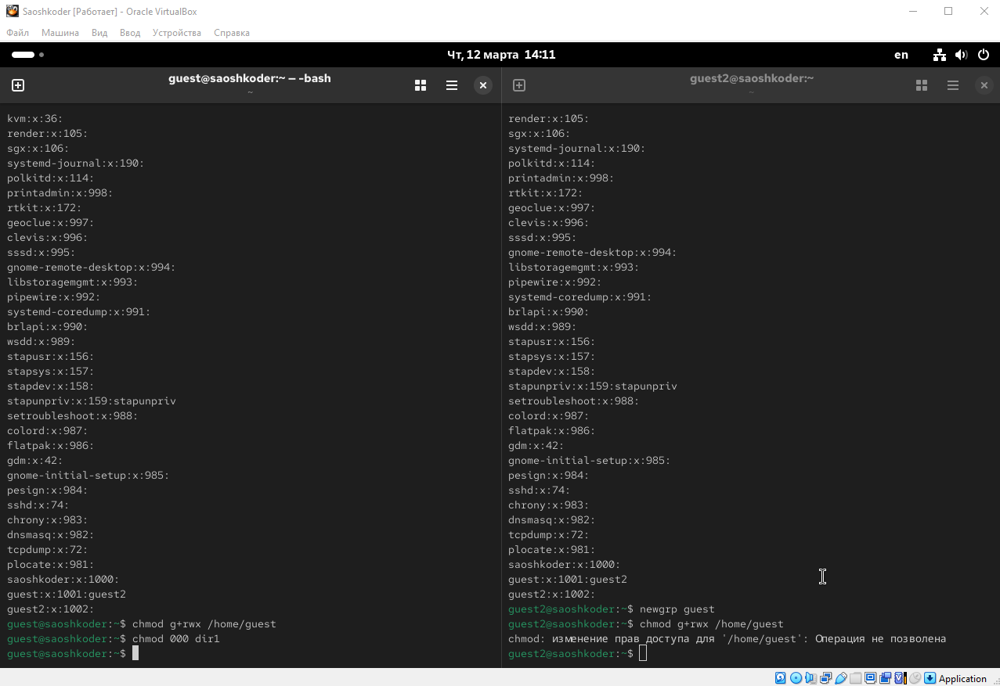 Saoshkoder [Работает] - Oracle VirtualBox
Файл Машина Вид Ввод Устройства Справка
Чт, 12 марта 14:11
en
guest@saoshkoder:~ — -bash
~
kvm:x:36:
render:x:105:
sgx:x:106:
systemd-journal:x:190:
polkitd:x:114:
printadmin:x:998:
rtkit:x:172:
geoclue:x:997:
clevis:x:996:
sssd:x:995:
gnome-remote-desktop:x:994:
libstoragemgmt:x:993:
pipewire:x:992:
systemd-coredump:x:991:
brlapi:x:990:
wsdd:x:989:
stapusr:x:156:
stapsys:x:157:
stapdev:x:158:
stapunpriv:x:159:stapunpriv
setroubleshoot:x:988:
colord:x:987:
flatpak:x:986:
gdm:x:42:
gnome-initial-setup:x:985:
pesign:x:984:
sshd:x:74:
chrony:x:983:
dnsmasq:x:982:
tcpdump:x:72:
plocate:x:981:
saoshkoder:x:1000:
guest:x:1001:guest2
guest2:x:1002:
guest@saoshkoder:~$ chmod g+rwx /home/guest
guest@saoshkoder:~$ chmod 000 dir1
guest@saoshkoder:~$
guest2@saoshkoder:~
~
render:x:105:
sgx:x:106:
systemd-journal:x:190:
polkitd:x:114:
printadmin:x:998:
rtkit:x:172:
geoclue:x:997:
clevis:x:996:
sssd:x:995:
gnome-remote-desktop:x:994:
libstoragemgmt:x:993:
pipewire:x:992:
systemd-coredump:x:991:
brlapi:x:990:
wsdd:x:989:
stapusr:x:156:
stapsys:x:157:
stapdev:x:158:
stapunpriv:x:159:stapunpriv
setroubleshoot:x:988:
colord:x:987:
flatpak:x:986:
gdm:x:42:
gnome-initial-setup:x:985:
pesign:x:984:
sshd:x:74:
chrony:x:983:
dnsmasq:x:982:
tcpdump:x:72:
plocate:x:981:
saoshkoder:x:1000:
guest:x:1001:guest2
guest2:x:1002:
guest2@saoshkoder:~$ newgrp guest
guest2@saoshkoder:~$ chmod g+rwx /home/guest
chmod: изменение прав доступа для '/home/guest': Операция не позволена
guest2@saoshkoder:~$
Application